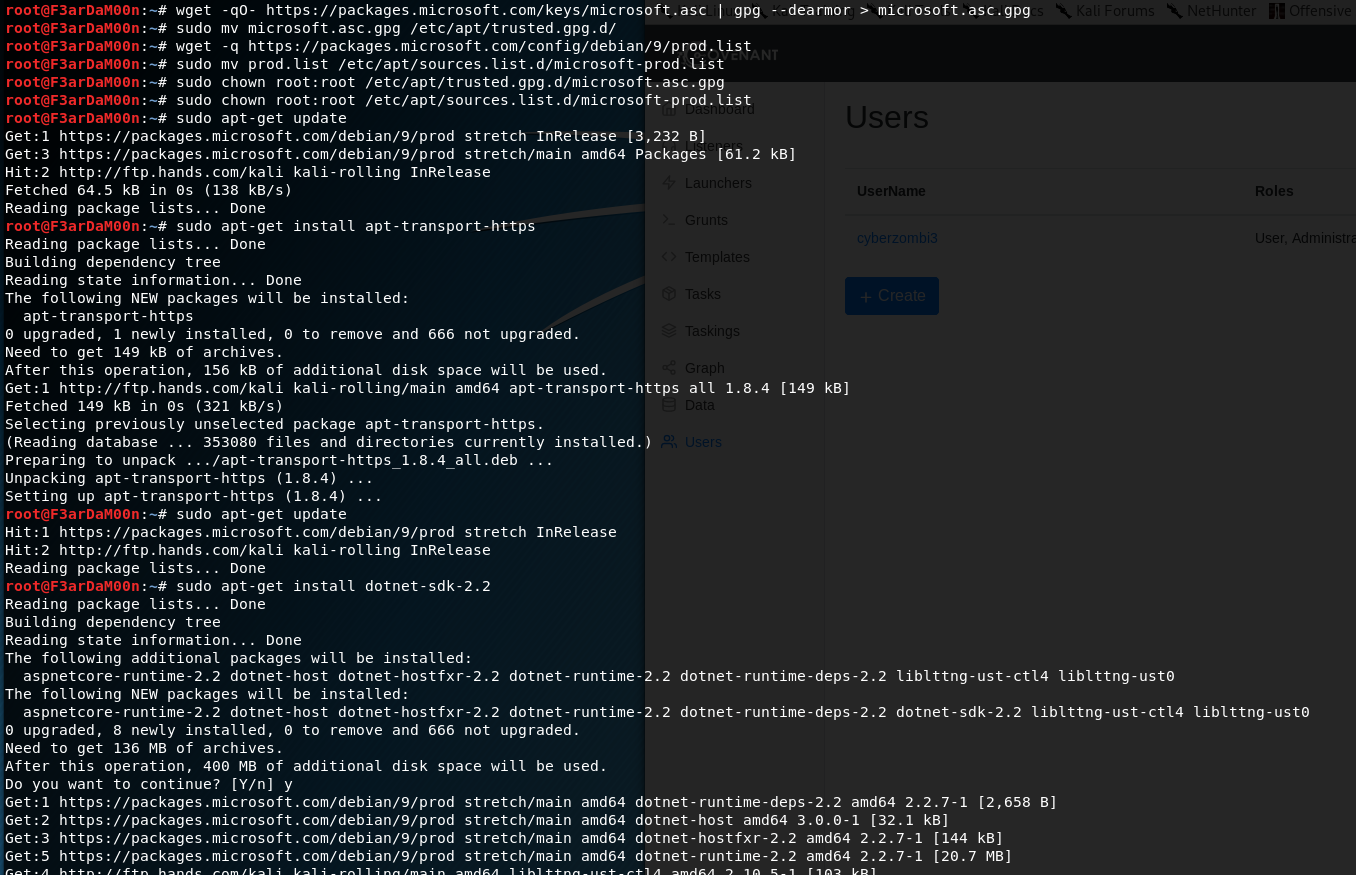 root@F3arDaM00n:~# wget -qO- https://packages.microsoft.com/keys/microsoft.asc | gpg --dearmor > microsoft.asc.gpg
root@F3arDaM00n:~# sudo mv microsoft.asc.gpg /etc/apt/trusted.gpg.d/
root@F3arDaM00n:~# wget -q https://packages.microsoft.com/config/debian/9/prod.list
root@F3arDaM00n:~# sudo mv prod.list /etc/apt/sources.list.d/microsoft-prod.list
root@F3arDaM00n:~# sudo chown root:root /etc/apt/trusted.gpg.d/microsoft.asc.gpg
root@F3arDaM00n:~# sudo chown root:root /etc/apt/sources.list.d/microsoft-prod.list
root@F3arDaM00n:~# sudo apt-get update
Get:1 https://packages.microsoft.com/debian/9/prod stretch InRelease [3,232 B]
Get:3 https://packages.microsoft.com/debian/9/prod stretch/main amd64 Packages [61.2 kB]
Hit:2 http://ftp.hands.com/kali kali-rolling InRelease
Fetched 64.5 kB in 0s (138 kB/s)
Reading package lists... Done
root@F3arDaM00n:~# sudo apt-get install apt-transport-https
Reading package lists... Done
Building dependency tree
Reading state information... Done
The following NEW packages will be installed:
  apt-transport-https
0 upgraded, 1 newly installed, 0 to remove and 666 not upgraded.
Need to get 149 kB of archives.
After this operation, 156 kB of additional disk space will be used.
Get:1 http://ftp.hands.com/kali kali-rolling/main amd64 apt-transport-https all 1.8.4 [149 kB]
Fetched 149 kB in 0s (321 kB/s)
Selecting previously unselected package apt-transport-https.
(Reading database ... 353080 files and directories currently installed.)
Preparing to unpack .../apt-transport-https_1.8.4_all.deb ...
Unpacking apt-transport-https (1.8.4) ...
Setting up apt-transport-https (1.8.4) ...
root@F3arDaM00n:~# sudo apt-get update
Hit:1 https://packages.microsoft.com/debian/9/prod stretch InRelease
Hit:2 http://ftp.hands.com/kali kali-rolling InRelease
Reading package lists... Done
root@F3arDaM00n:~# sudo apt-get install dotnet-sdk-2.2
Reading package lists... Done
Building dependency tree
Reading state information... Done
The following additional packages will be installed:
  aspnetcore-runtime-2.2 dotnet-host dotnet-hostfxr-2.2 dotnet-runtime-2.2 dotnet-runtime-deps-2.2 liblttng-ust-ctl4 liblttng-ust0
The following NEW packages will be installed:
  aspnetcore-runtime-2.2 dotnet-host dotnet-hostfxr-2.2 dotnet-runtime-2.2 dotnet-runtime-deps-2.2 dotnet-sdk-2.2 liblttng-ust-ctl4 liblttng-ust0
0 upgraded, 8 newly installed, 0 to remove and 666 not upgraded.
Need to get 136 MB of archives.
After this operation, 400 MB of additional disk space will be used.
Do you want to continue? [Y/n] y
Get:1 https://packages.microsoft.com/debian/9/prod stretch/main amd64 dotnet-runtime-deps-2.2 amd64 2.2.7-1 [2,658 B]
Get:2 https://packages.microsoft.com/debian/9/prod stretch/main amd64 dotnet-host amd64 3.0.0-1 [32.1 kB]
Get:3 https://packages.microsoft.com/debian/9/prod stretch/main amd64 dotnet-hostfxr-2.2 amd64 2.2.7-1 [144 kB]
Get:5 https://packages.microsoft.com/debian/9/prod stretch/main amd64 dotnet-runtime-2.2 amd64 2.2.7-1 [20.7 MB]
Get:4 http://ftp.hands.com/kali kali-rolling/main amd64 liblttng-ust-ctl4 amd64 2.10.5-1 [103 kB]
Kali Forums
NetHunter
Offensive
COVENANT
Dashboard
Listeners
Launchers
Grunts
Templates
Tasks
Taskings
Graph
Data
Users
Users
UserName Roles
cyberzombi3 User, Administra
+ Create